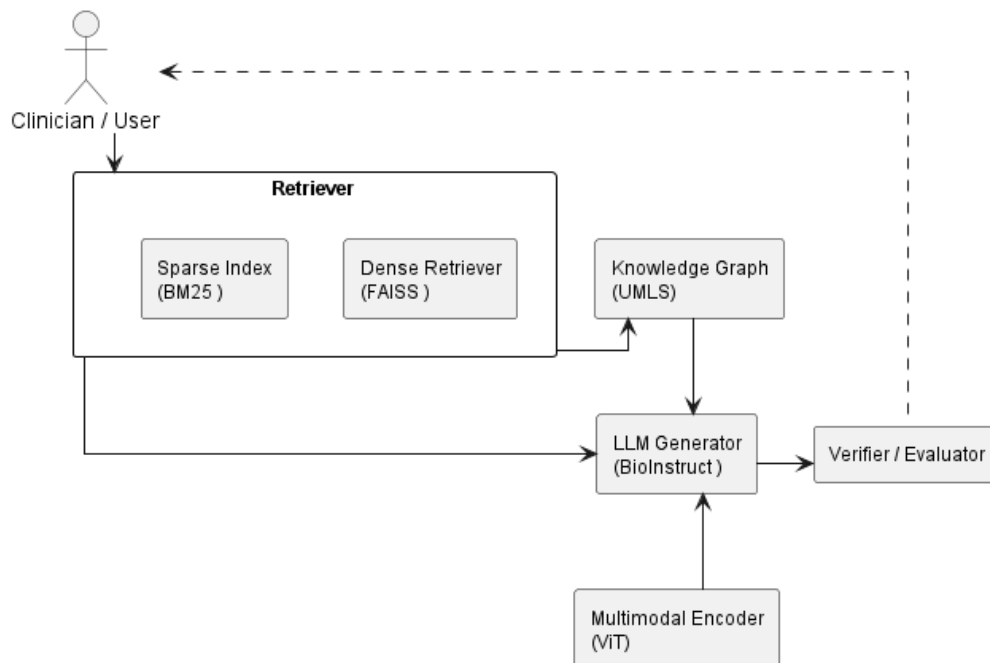 Clinician / User
Retriever
Sparse Index
(BM25 )
Dense Retriever
(FAISS )
Knowledge Graph
(UMLS)
LLM Generator
(BioInstruct )
Verifier / Evaluator
Multimodal Encoder
(ViT)